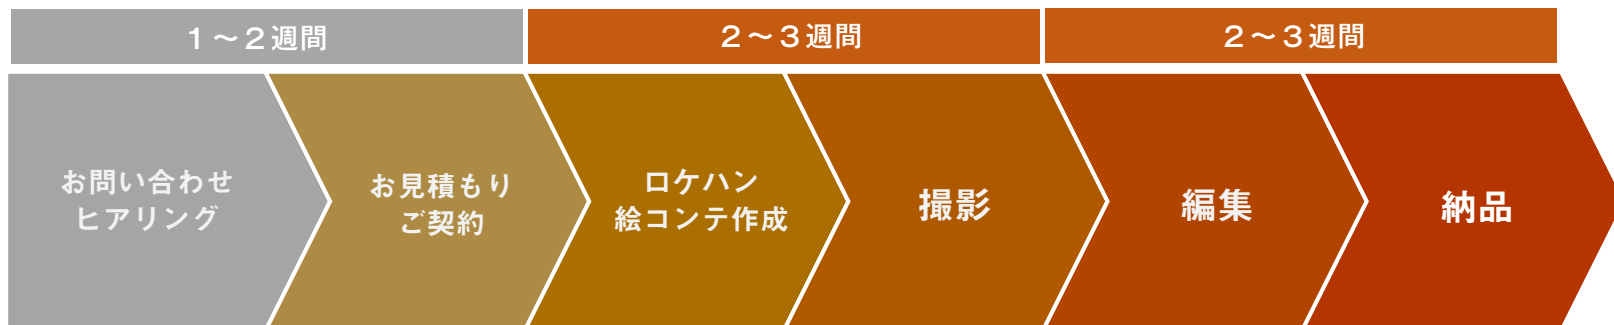 １～２週間
２～３週間
２～３週間
お問い合わせ
ヒアリング
お見積もり
ご契約
ロケハン
絵コンテ作成
撮影
編集
納品